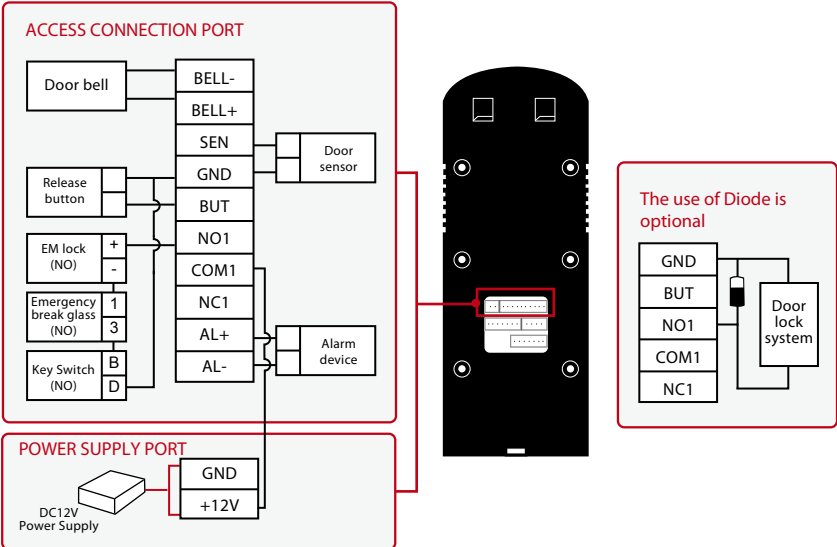 ACCESS CONNECTION PORT
Door bell
BELL-
BELL+
SEN
GND
BUT
NO1
COM1
NC1
AL+
AL-
Door
sensor
Release
button
EM lock
(NO)
+
-
Emergency
break glass
(NO)
1
3
Key Switch
(NO)
B
D
Alarm
device
POWER SUPPLY PORT
GND
+12V
DC12V
Power Supply
The use of Diode is
optional
GND
BUT
NO1
COM1
NC1
Door
lock
system